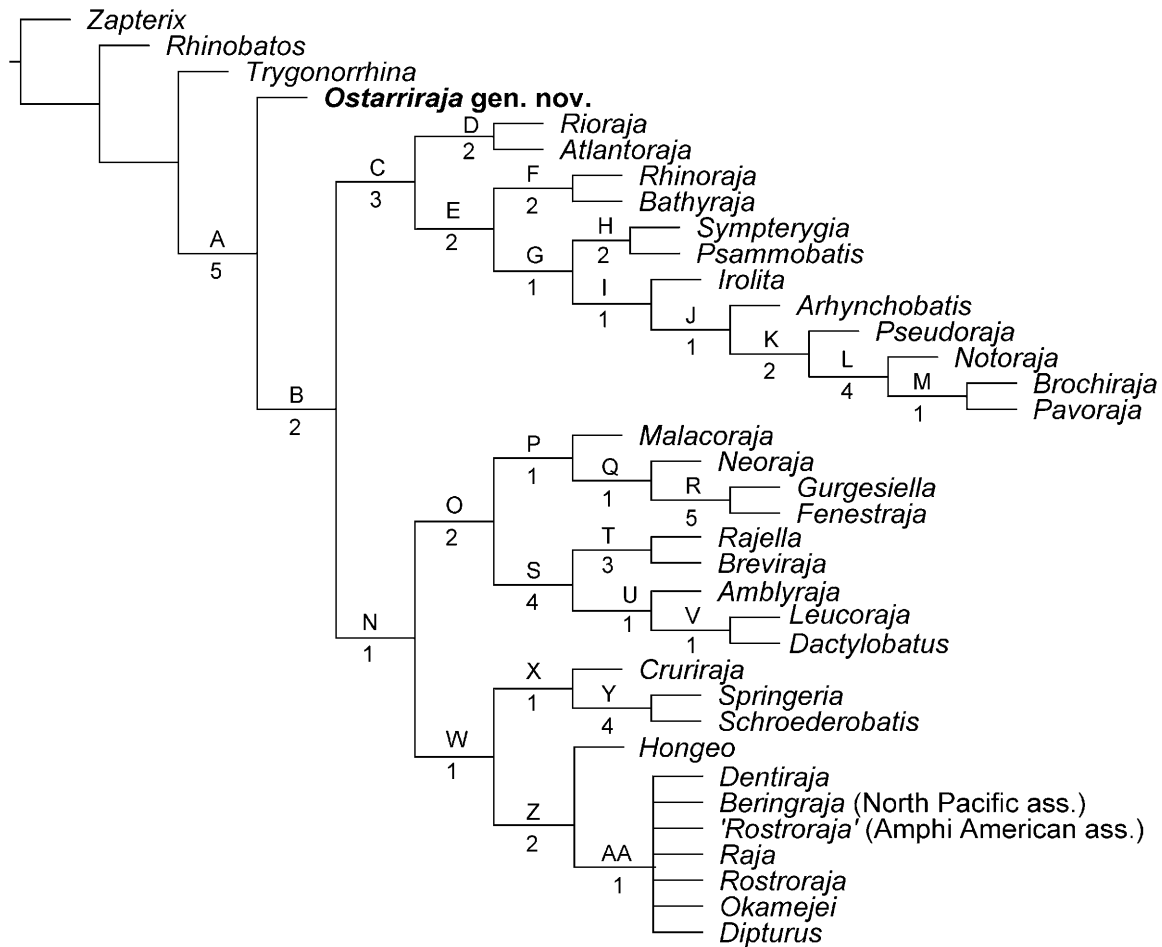 Zapterix
Rhinobatos
Trygonorrhina
Ostarriraja gen. nov.
D
Rioraja
2
Atlantoraja
C
3
F
Rhinoraja
2
Bathyraja
E
2
H
Sympterygia
2
Psammobatis
A
5
G
1
I
Irolita
1
J
Arhynchobatis
1
K
Pseudoraja
2
L
Notoraja
4
M
Brochiraja
1
Pavoraja
B
2
P
Malacoraja
1
Q
Neoraja
1
R
Gurgesiella
5
Fenestraja
O
2
T
Rajella
3
Breviraja
S
4
U
Amblyraja
1
V
Leucoraja
1
Dactylobatus
N
1
X
Cruriraja
1
Y
Springeria
4
Schroederobatis
W
1
Hongeo
Dentiraja
Beringraja (North Pacific ass.)
Z
2
'Rostroraja' (Amphi American ass.)
AA
Raja
1
Rostroraja
Okamejei
Dipturus